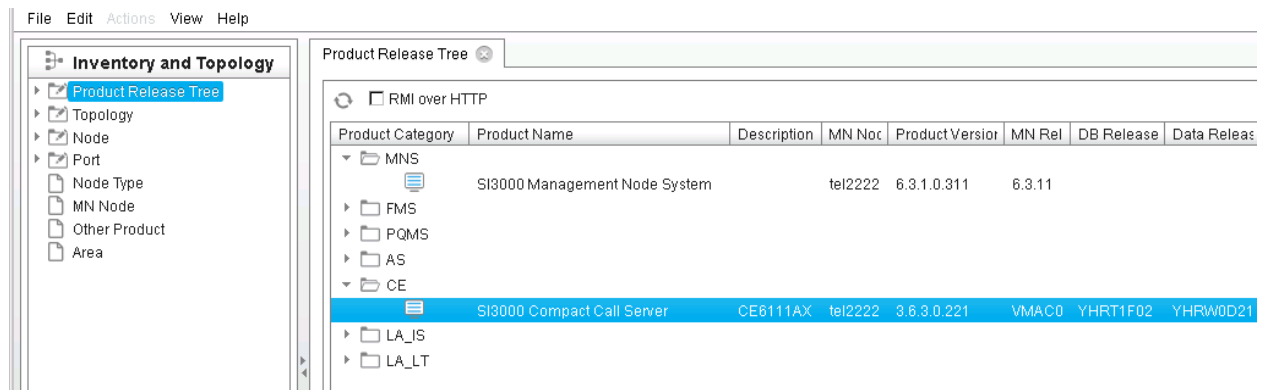 File Edit Actions View Help
Inventory and Topology
Product Release Tree
Topology
Node
Port
Node Type
MN Node
Other Product
Area
Product Release Tree
RMI over HTTP
Product Category Product Name Description MN Noc Product Versior MN Rel DB Release Data Releas
MNS
SI3000 Management Node System tel2222 6.3.1.0.311 6.3.11
FMS
PQMS
AS
CE
SI3000 Compact Call Server CE6111AX tel2222 3.6.3.0.221 VMAC0 YHRT1F02 YHRW0D21
LA_IS
LA_LT